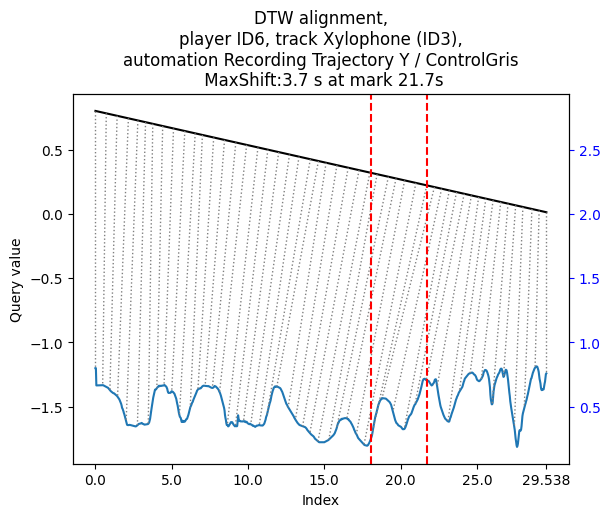 DTW alignment,
player ID6, track Xylophone (ID3),
automation Recording Trajectory Y / ControlGris
MaxShift:3.7 s at mark 21.7s
Query value
0.5
0.0
−0.5
−1.0
−1.5
2.5
2.0
1.5
1.0
0.5
0.0
5.0
10.0
15.0
20.0
25.0
29.538
Index